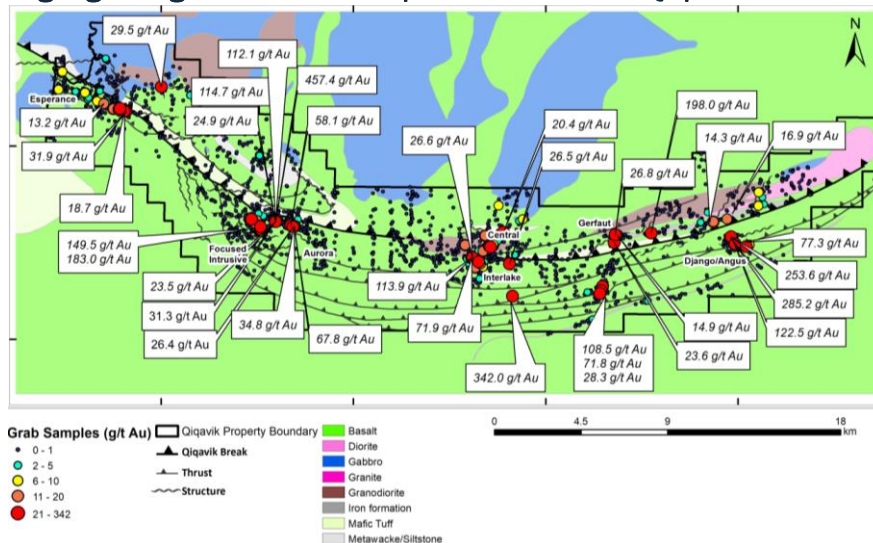 29.5 g/t Au
112.1 g/t Au
457.4 g/t Au
114.7 g/t Au
58.1 g/t Au
24.9 g/t Au
N
Esperance
13.2 g/t Au
31.9 g/t Au
18.7 g/t Au
26.6 g/t Au
20.4 g/t Au
26.5 g/t Au
198.0 g/t Au
14.3 g/t Au
16.9 g/t Au
26.8 g/t Au
149.5 g/t Au
183.0 g/t Au
Focused
Intrusive
Aurora
Central
Interlake
Gerfaut
Django/Angus
77.3 g/t Au
253.6 g/t Au
285.2 g/t Au
122.5 g/t Au
23.5 g/t Au
31.3 g/t Au
26.4 g/t Au
34.8 g/t Au
67.8 g/t Au
113.9 g/t Au
71.9 g/t Au
342.0 g/t Au
108.5 g/t Au
71.8 g/t Au
28.3 g/t Au
14.9 g/t Au
23.6 g/t Au
Grab Samples (g/t Au)
0 - 1
2 - 5
6 - 10
11 - 20
21 - 342
Qiqavik Property Boundary
Qiqavik Break
Thrust
Structure
Basalt
Diorite
Gabbro
Granite
Granodiorite
Iron formation
Mafic Tuff
Metawacke/Siltstone
0 4.5 9 18
km